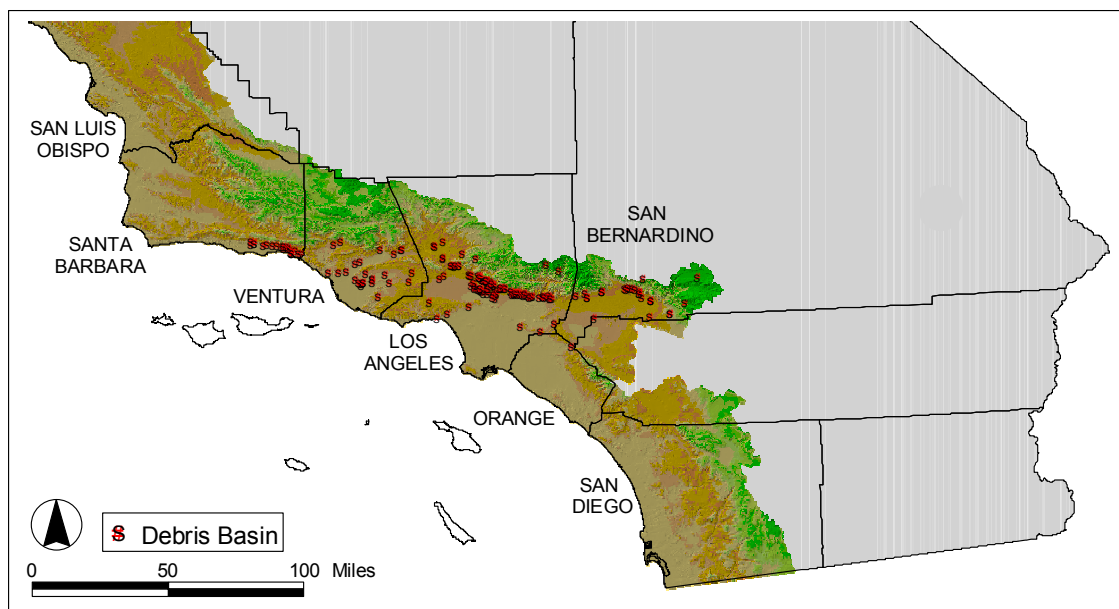 SAN LUIS
OBISPO
SANTA
BARBARA
VENTURA
LOS
ANGELES
SAN
BERNARDINO
ORANGE
SAN
DIEGO
S Debris Basin
0 50 100 Miles